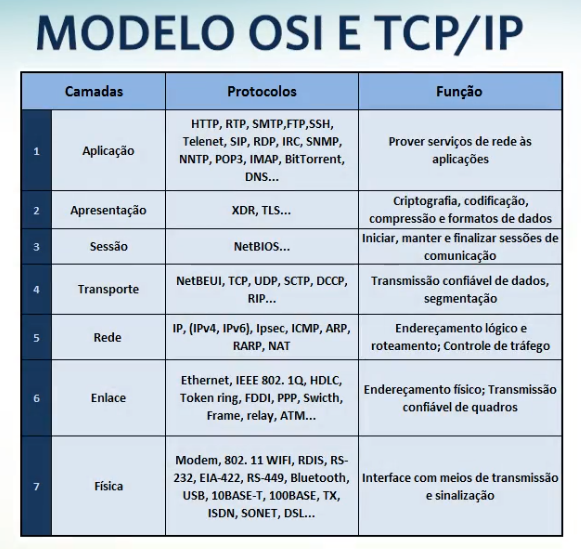 MODELO OSI E TCP/IP
Camadas
Protocolos
Função
1
Aplicação
HTTP, RTP, SMTP,FTP,SSH,
Telenet, SIP, RDP, IRC, SNMP,
NNTP, POP3, IMAP, BitTorrent,
DNS...
Prover serviços de rede às
aplicações
2
Apresentação
XDR, TLS...
Criptografia, codificação,
compressão e formatos de dados
3
Sessão
NetBIOS...
Iniciar, manter e finalizar sessões de
comunicação
4
Transporte
NetBEUI, TCP, UDP, SCTP, DCCP,
RIP...
Transmissão confiável de dados,
segmentação
5
Rede
IP, (IPv4, IPv6), Ipsec, ICMP, ARP,
RARP, NAT
Endereçamento lógico e
roteamento; Controle de tráfego
6
Enlace
Ethernet, IEEE 802. 1Q, HDLC,
Token ring, FDDI, PPP, Swicth,
Frame, relay, ATM...
Endereçamento físico; Transmissão
confiável de quadros
7
Física
Modem, 802. 11 WIFI, RDIS, RS-
232, EIA-422, RS-449, Bluetooth,
USB, 10BASE-T, 100BASE, TX,
ISDN, SONET, DSL...
Interface com meios de transmissão
e sinalização